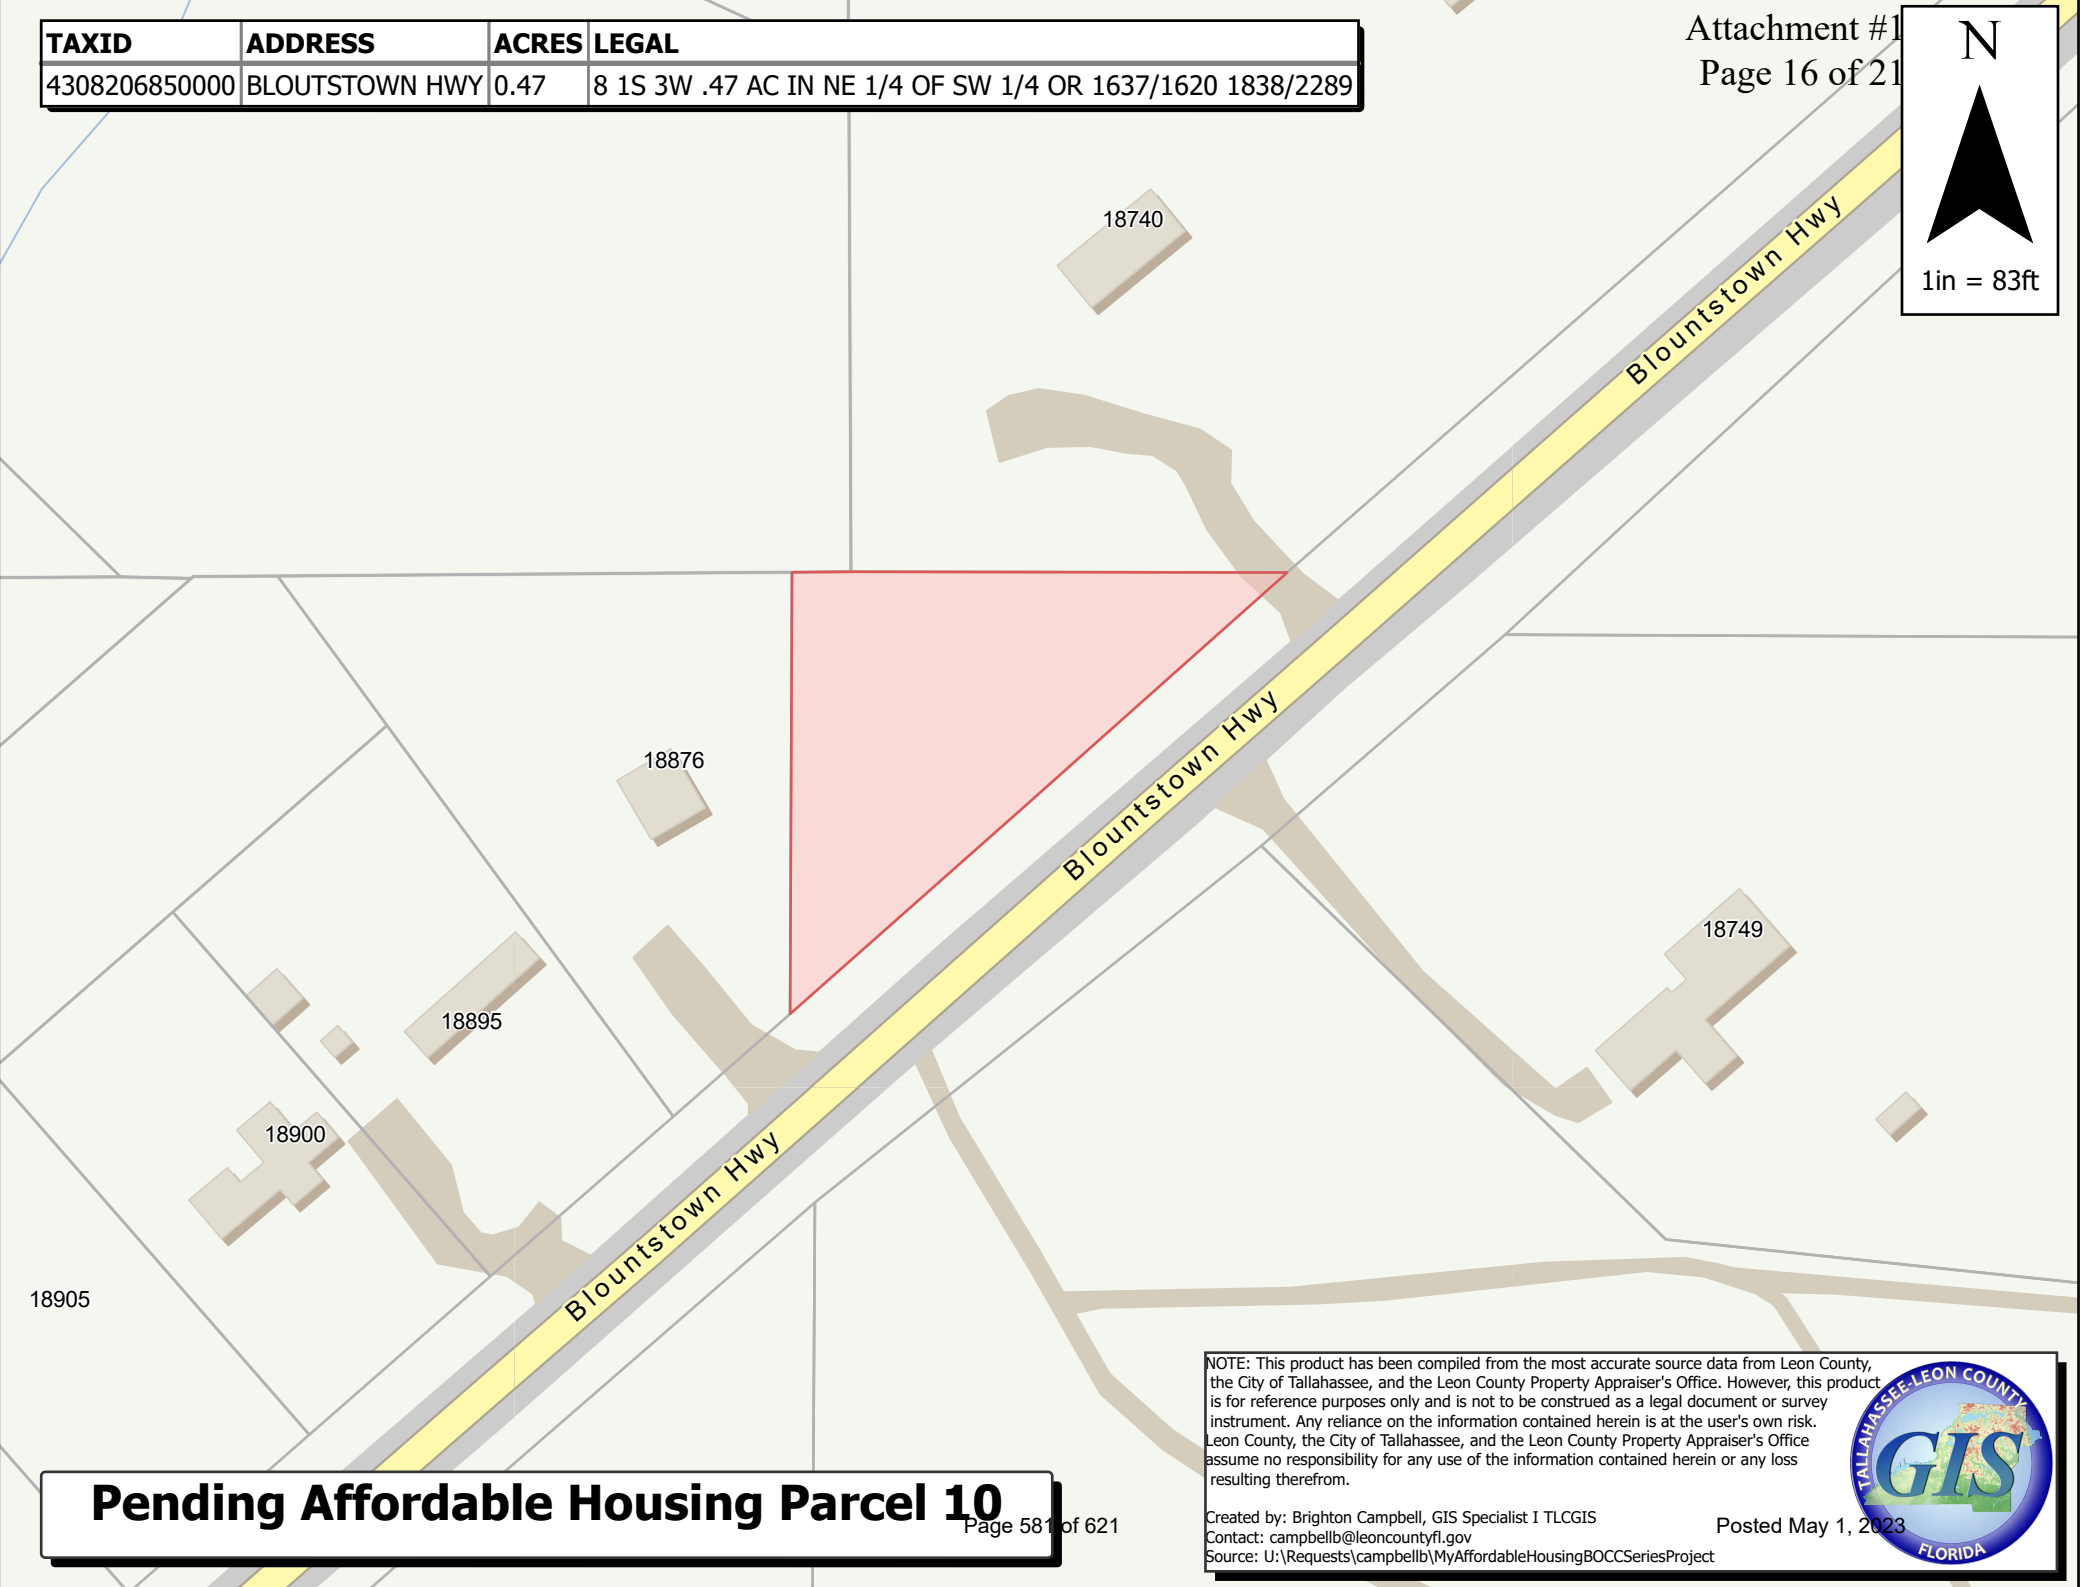 Attachment #1
Page 16 of 21
TAXID ADDRESS ACRES LEGAL
4308206850000 BLOUTSTOWN HWY 0.47 8 1S 3W .47 AC IN NE 1/4 OF SW 1/4 OR 1637/1620 1838/2289
N
1in = 83ft
18740
Blountstown Hwy
18876
Blountstown Hwy
18749
18895
18900
Blountstown Hwy
18905
NOTE: This product has been compiled from the most accurate source data from Leon County,
the City of Tallahassee, and the Leon County Property Appraiser's Office. However, this product
is for reference purposes only and is not to be construed as a legal document or survey
instrument. Any reliance on the information contained herein is at the user's own risk.
Leon County, the City of Tallahassee, and the Leon County Property Appraiser's Office
assume no responsibility for any use of the information contained herein or any loss
resulting therefrom.
Created by: Brighton Campbell, GIS Specialist I TLCGIS
Contact: campbellb@leoncountyfl.gov
Source: U:\Requests\campbellb\MyAffordableHousingBOCCSeriesProject
TALLAHASSEE-LEON COUNTY
GIS
FLORIDA
Pending Affordable Housing Parcel 10
Page 581 of 621
Posted May 1, 2023